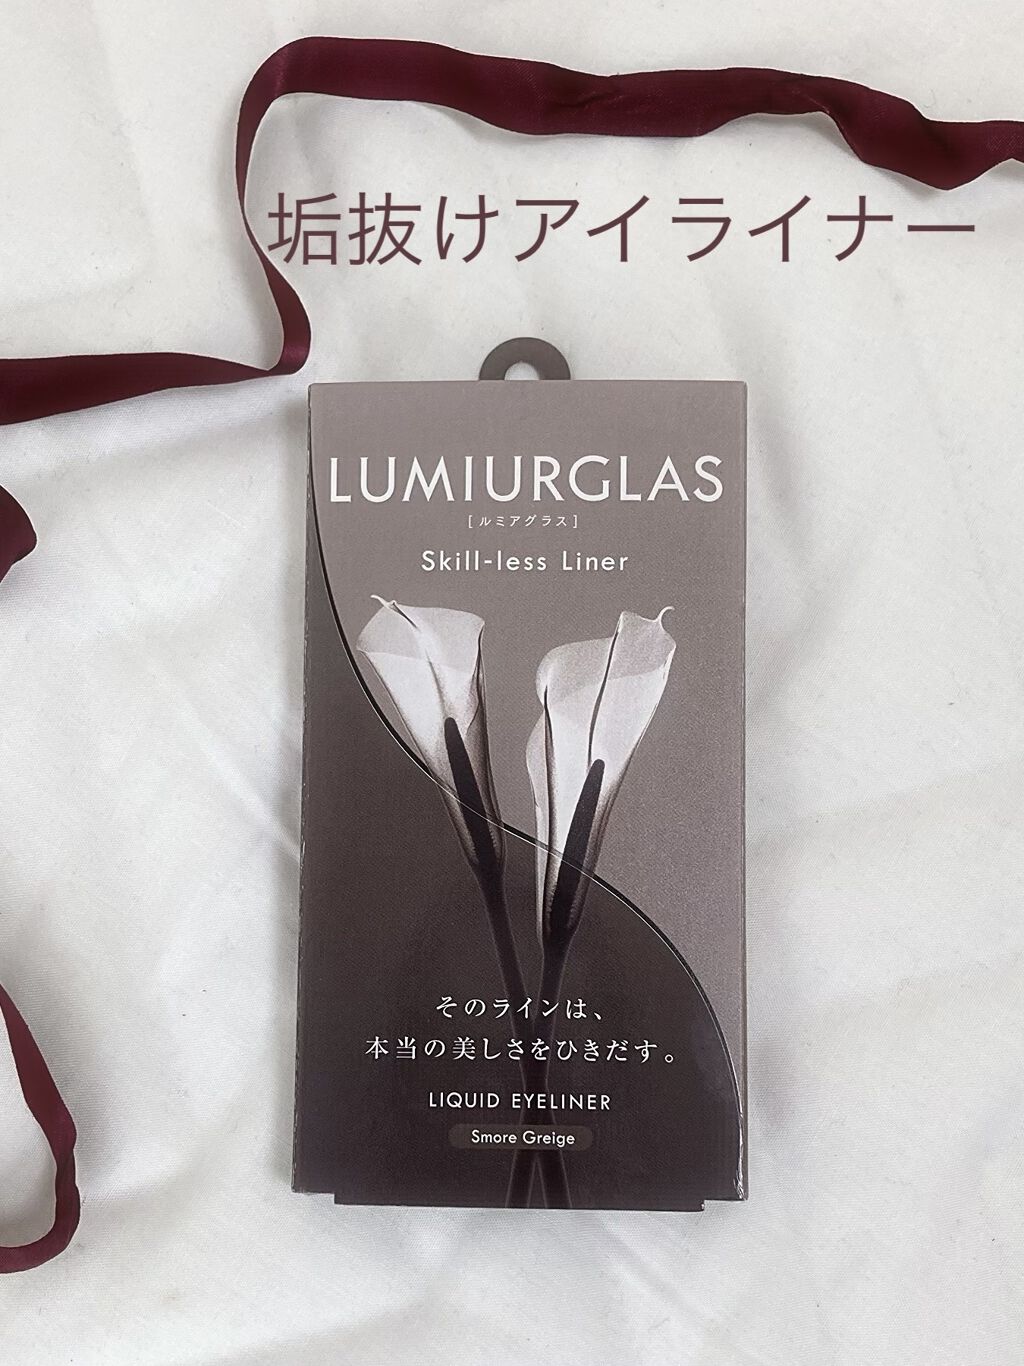 垢抜けアイライナー
LUMIURGLAS
[ルミアグラス]
Skill-less Liner
そのラインは、
本当の美しさをひきだす。
LIQUID EYELINER
Smore Greige